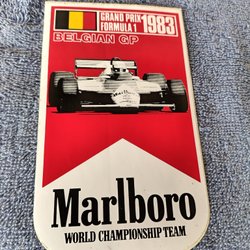 GRAND PRIX
FORMULA 1
1983
BELGIAN GP
Marlboro
WORLD CHAMPIONSHIP TEAM